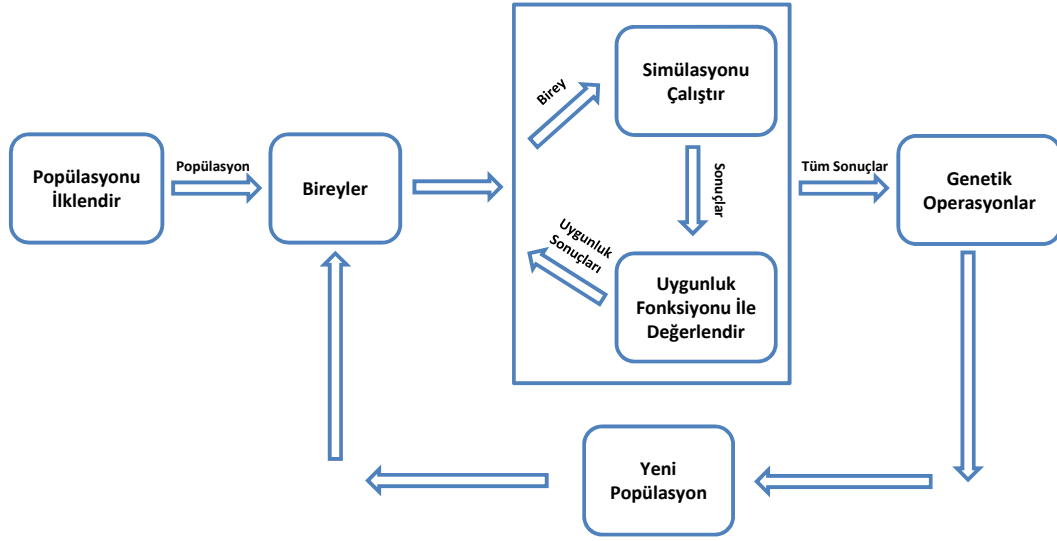 Popülasyonu
İlklendir
Popülasyon
Bireyler
Birey
Simülasyonu
Çalıştır
Sonuçlar
Uygunluk
Fonksiyonu İle
Değerlendir
Uygunluk
Sonuçları
Tüm Sonuçlar
Genetik
Operasyonlar
Yeni
Popülasyon